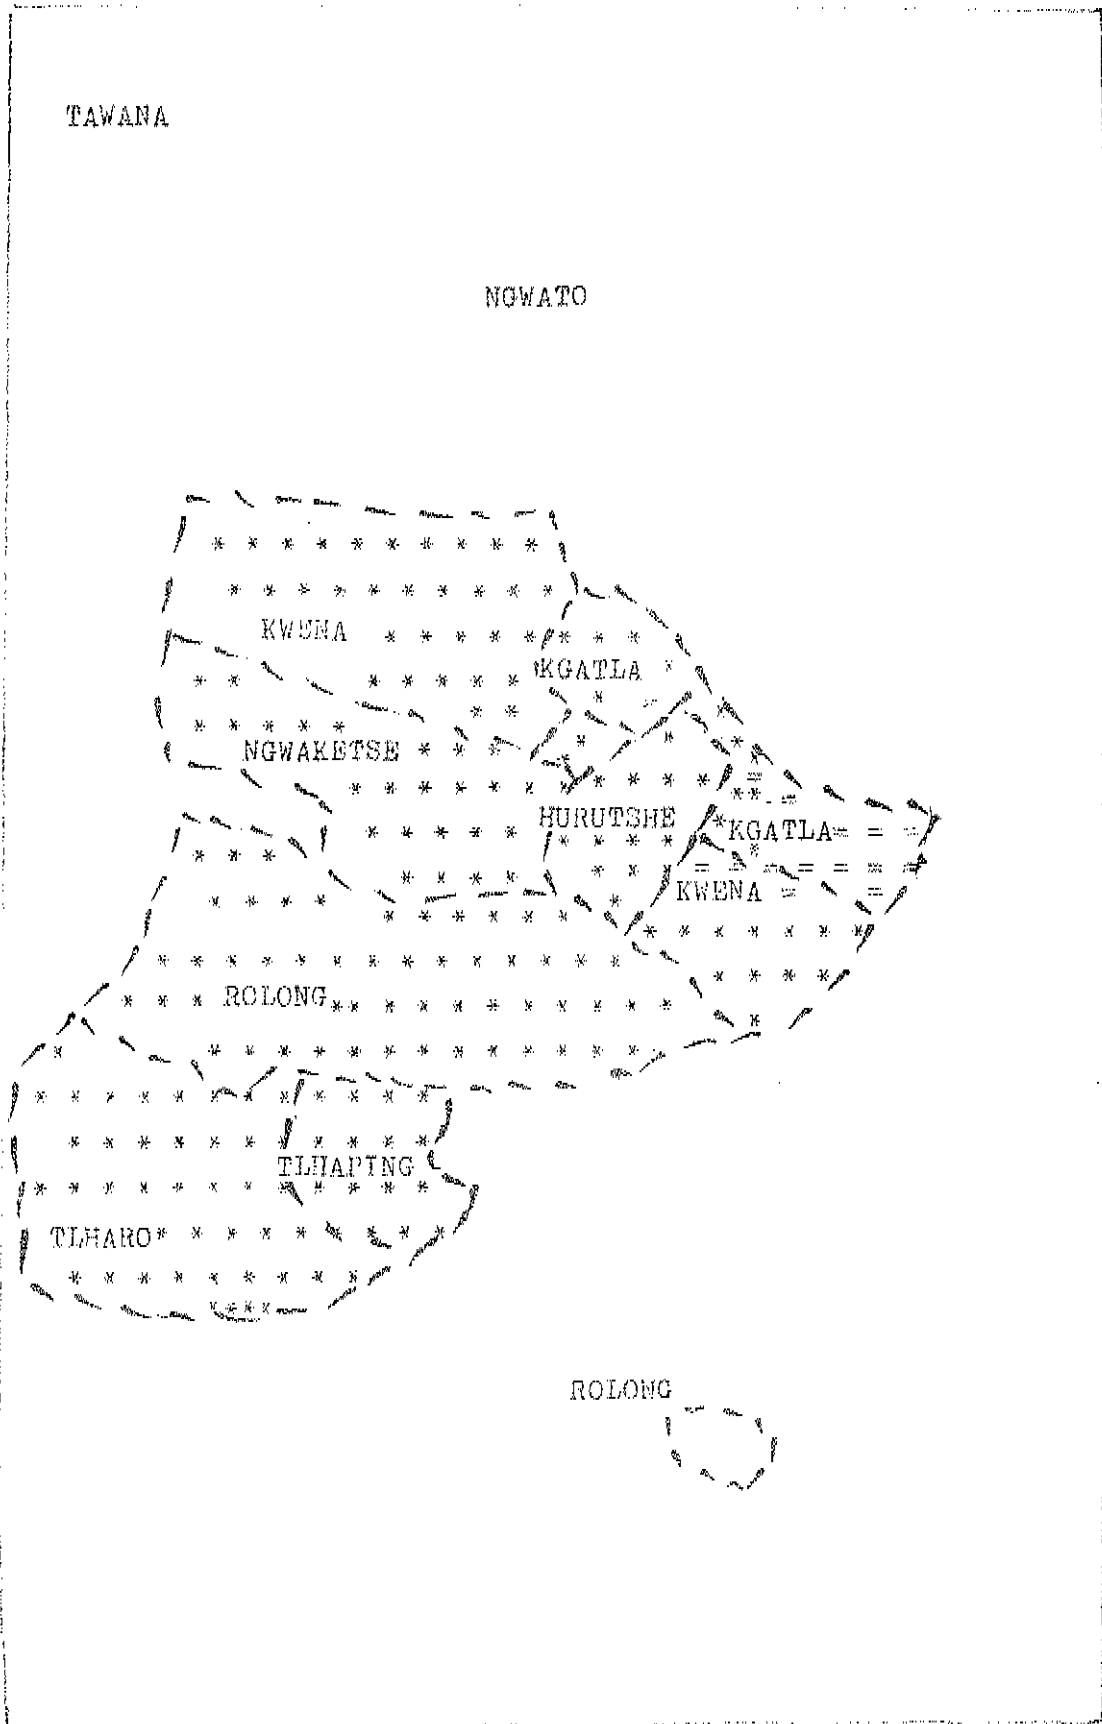 TAWANA
NGWATO
KWENA
KGATLA
NGWAKETSE
HURUTSHE
KGATLA
KWENA
ROLONG
TLHAPING
TLHARO
ROLONG